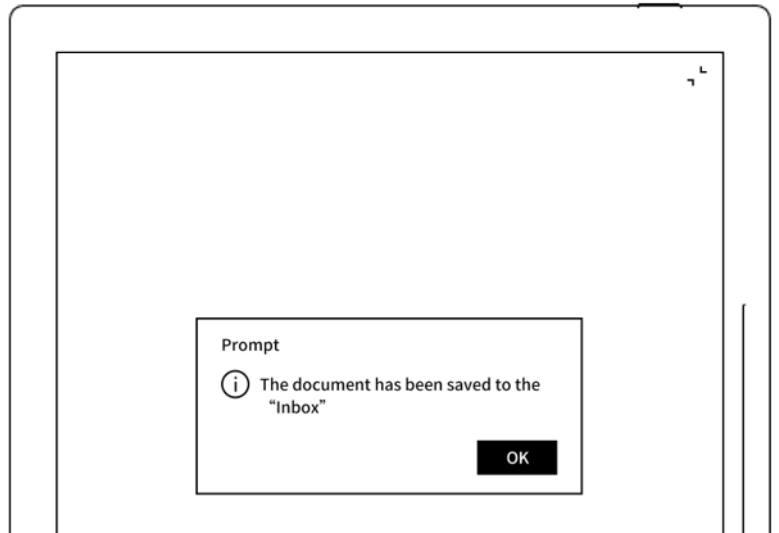 Prompt
The document has been saved to the
“Inbox”
OK